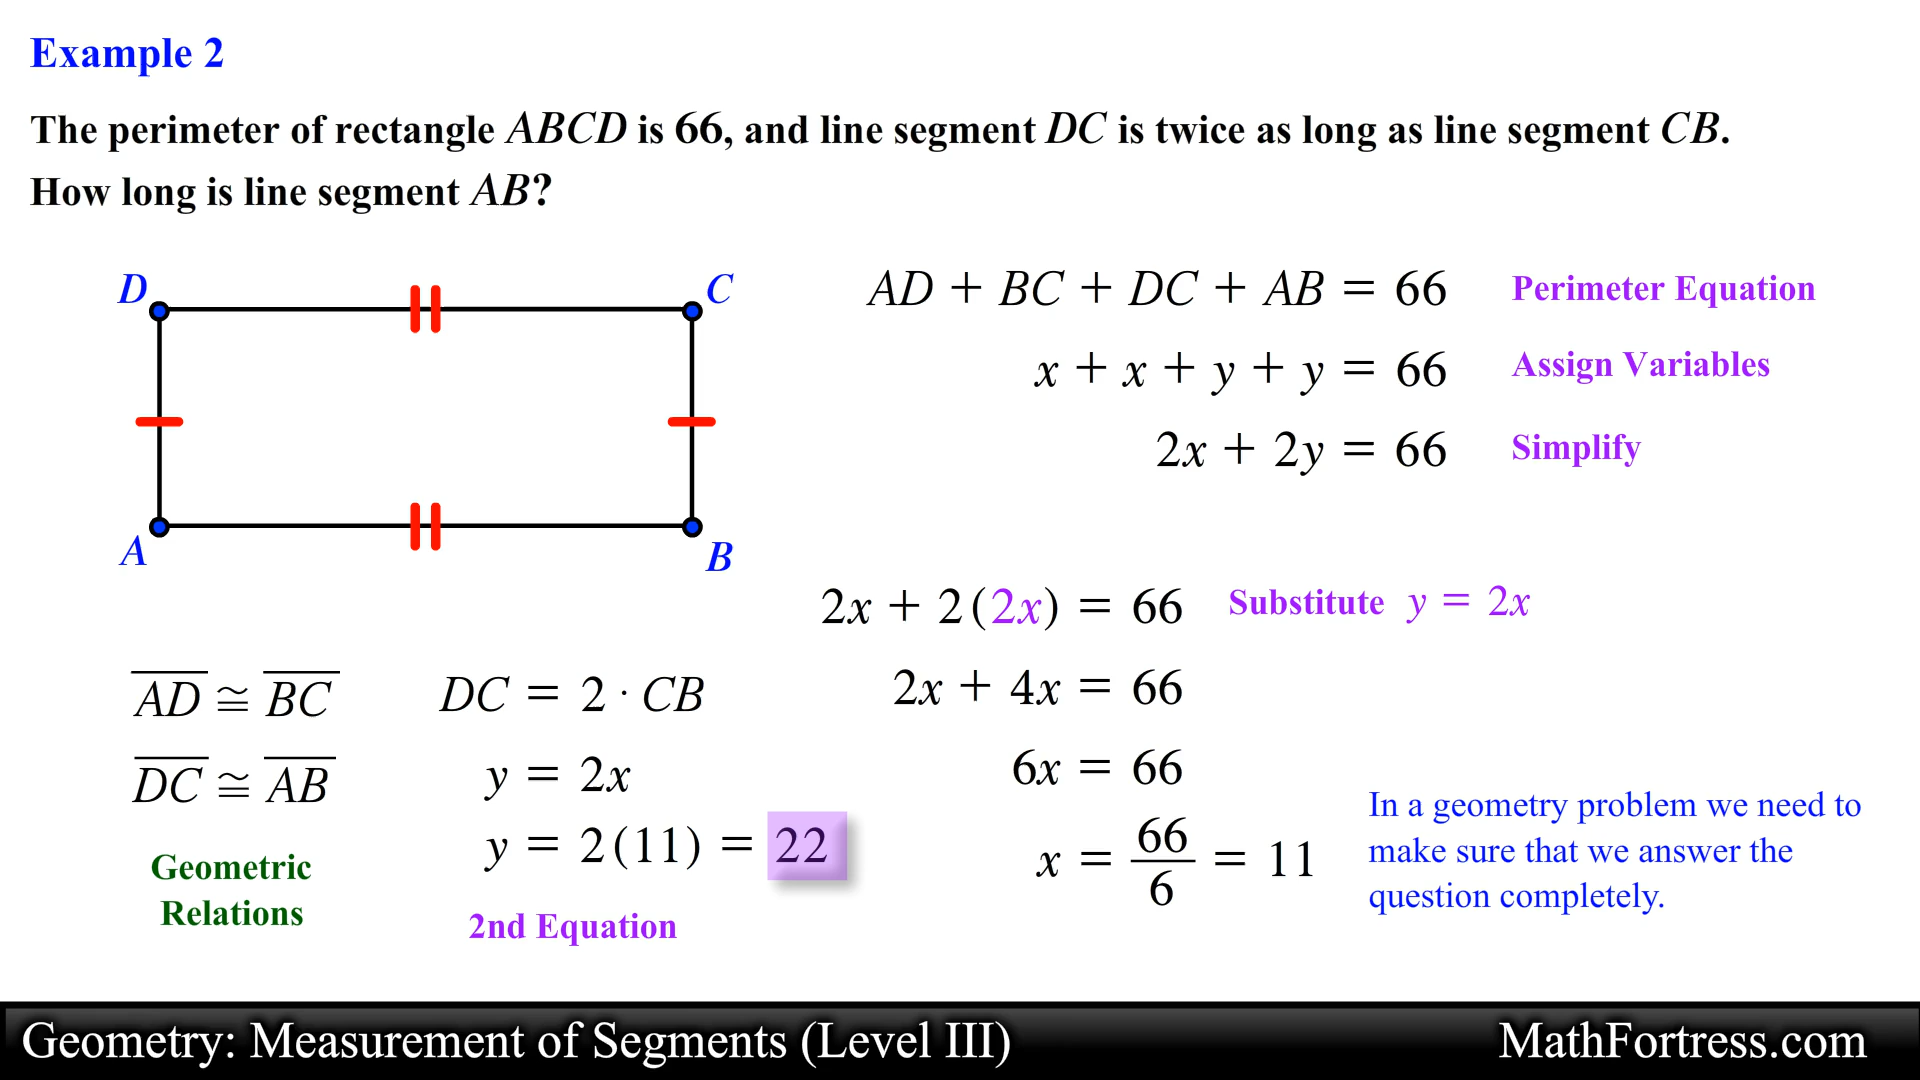 Example 2
The perimeter of rectangle ABCD is 66, and line segment DC is twice as long as line segment CB.
How long is line segment AB?
D
C
A
B
AD + BC + DC + AB = 66 Perimeter Equation
x + x + y + y = 66 Assign Variables
2x + 2y = 66 Simplify
2x + 2(2x) = 66 Substitute y = 2x
2x + 4x = 66
6x = 66
x = 66/6 = 11
A̅D̅ ≅ B̅C̅
D̅C̅ ≅ A̅B̅
Geometric
Relations
DC = 2 · CB
y = 2x
y = 2(11) = 22
2nd Equation
In a geometry problem we need to
make sure that we answer the
question completely.
Geometry: Measurement of Segments (Level III)
MathFortress.com